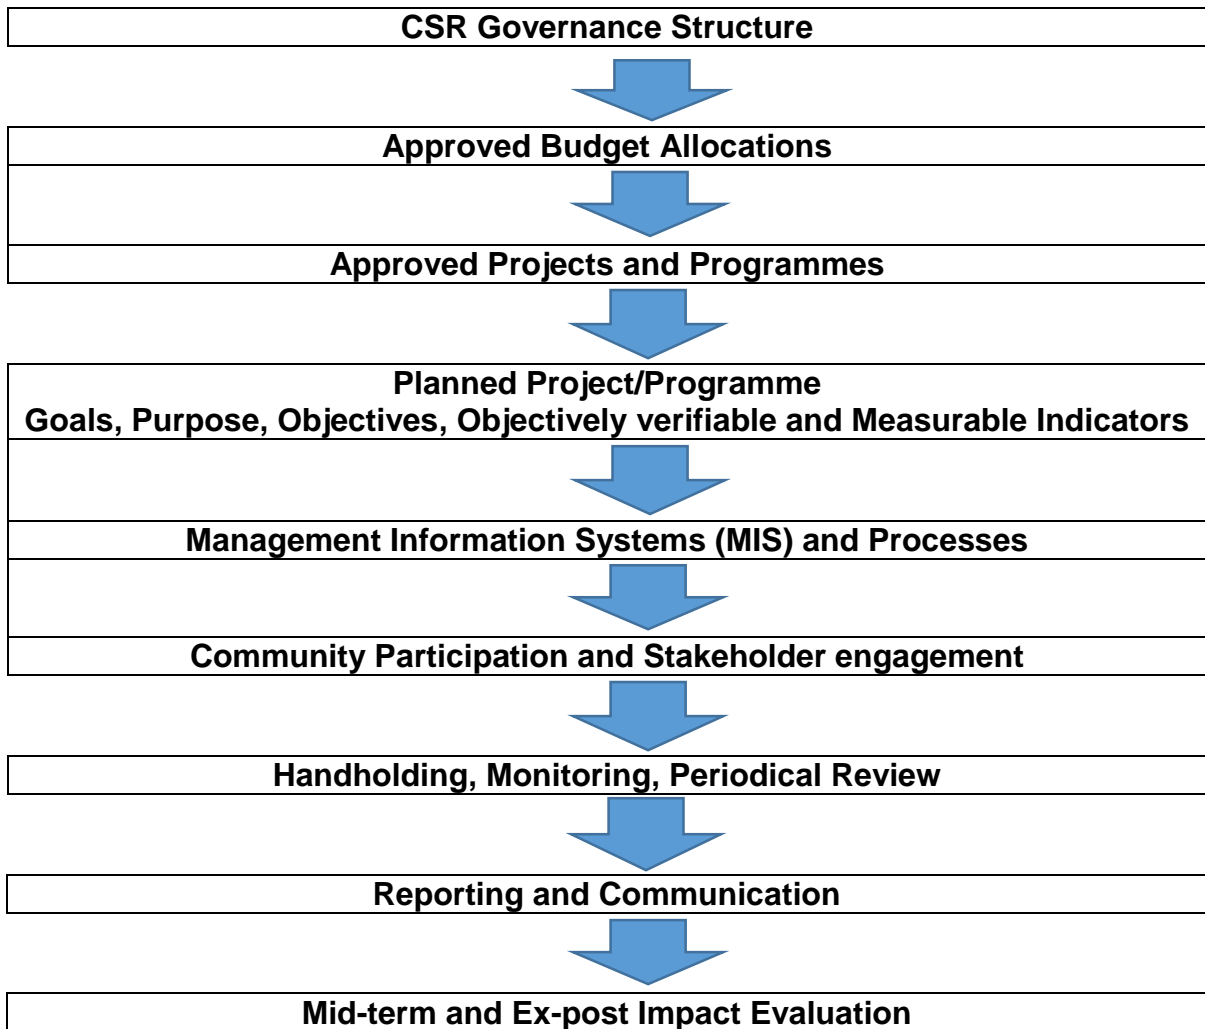 CSR Governance Structure
Approved Budget Allocations
Approved Projects and Programmes
Planned Project/Programme
Goals, Purpose, Objectives, Objectively verifiable and Measurable Indicators
Management Information Systems (MIS) and Processes
Community Participation and Stakeholder engagement
Handholding, Monitoring, Periodical Review
Reporting and Communication
Mid-term and Ex-post Impact Evaluation